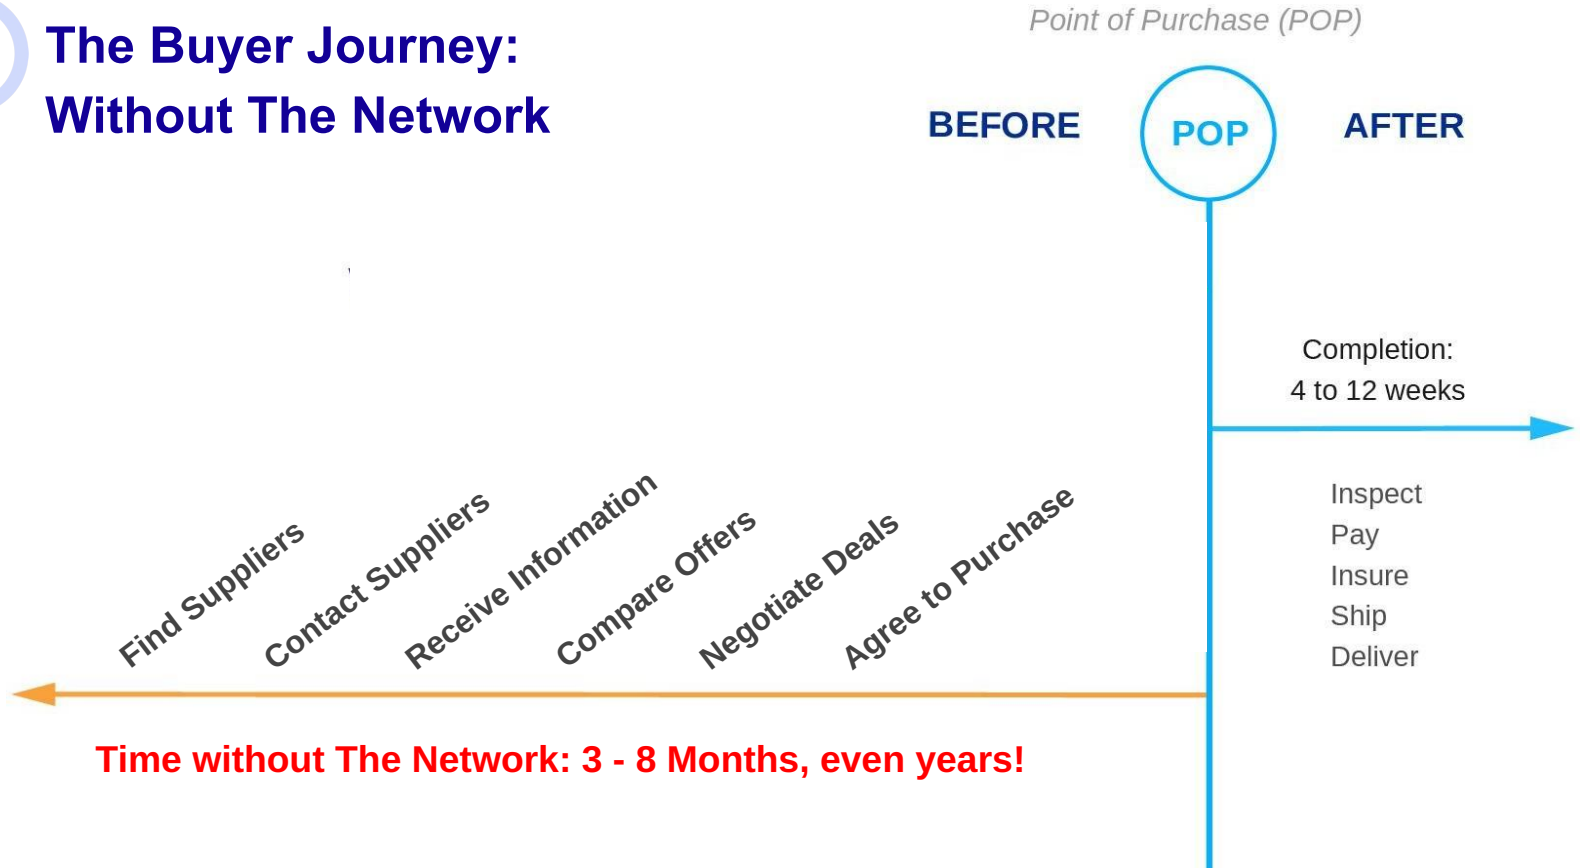 The Buyer Journey:
Without The Network
Point of Purchase (POP)
BEFORE
POP
AFTER
Completion:
4 to 12 weeks
Inspect
Pay
Insure
Ship
Deliver
Find Suppliers
Contact Suppliers
Receive Information
Compare Offers
Negotiate Deals
Agree to Purchase
Time without The Network: 3 - 8 Months, even years!